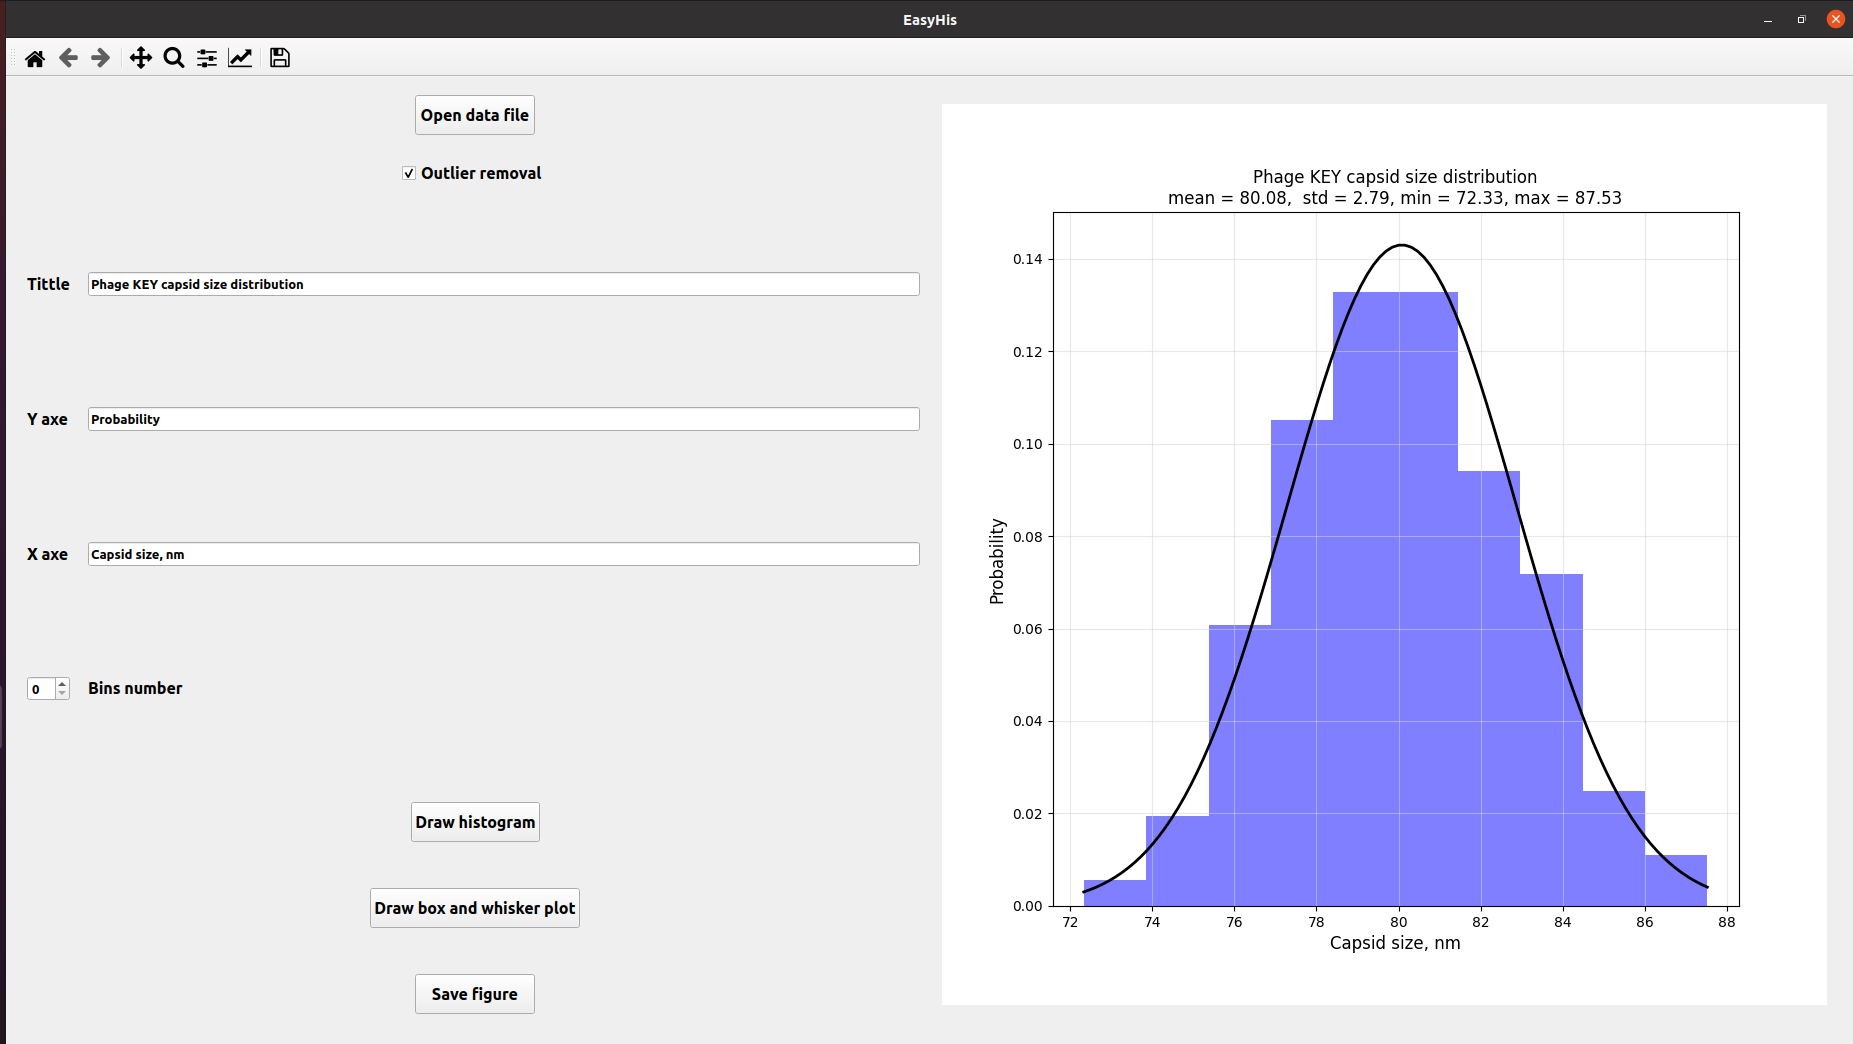 EasyHis
Open data file
Outlier removal
Tittle
Phage KEY capsid size distribution
Y axe
Probability
X axe
Capsid size, nm
0
Bins number
Draw histogram
Draw box and whisker plot
Save figure
Phage KEY capsid size distribution
mean = 80.08,  std = 2.79, min = 72.33, max = 87.53
0.14
0.12
0.10
0.08
0.06
0.04
0.02
0.00
Probability
72 74 76 78 80 82 84 86 88
Capsid size, nm